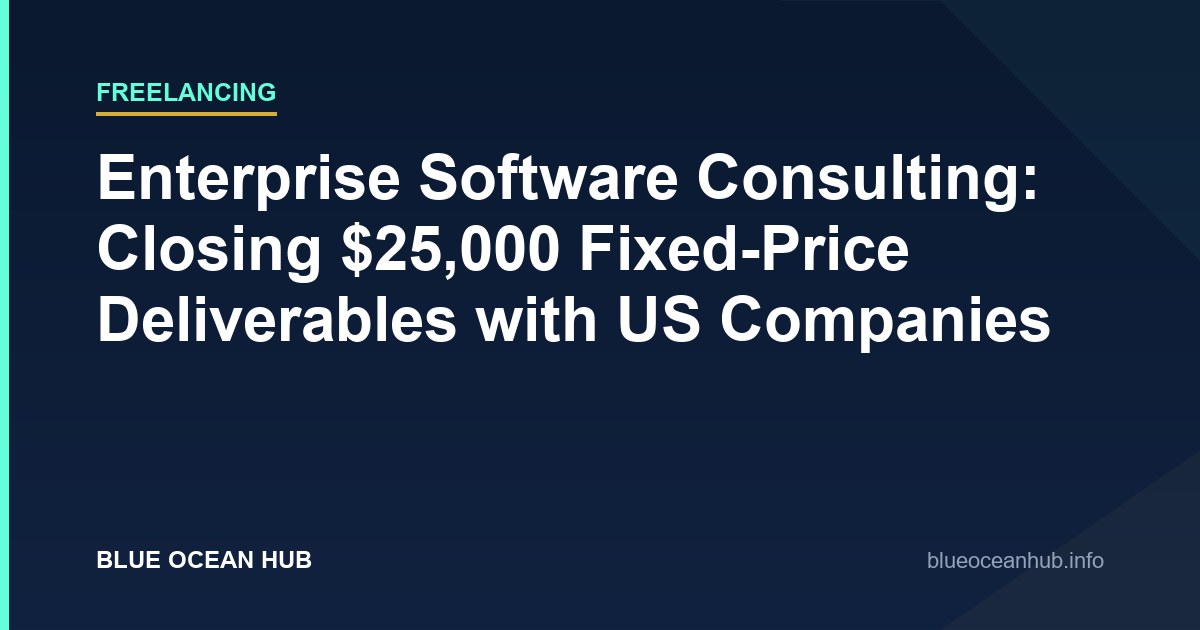 FREELANCING
Enterprise Software Consulting:
Closing $25,000 Fixed-Price
Deliverables with US Companies
BLUE OCEAN HUB
blueoceanhub.info